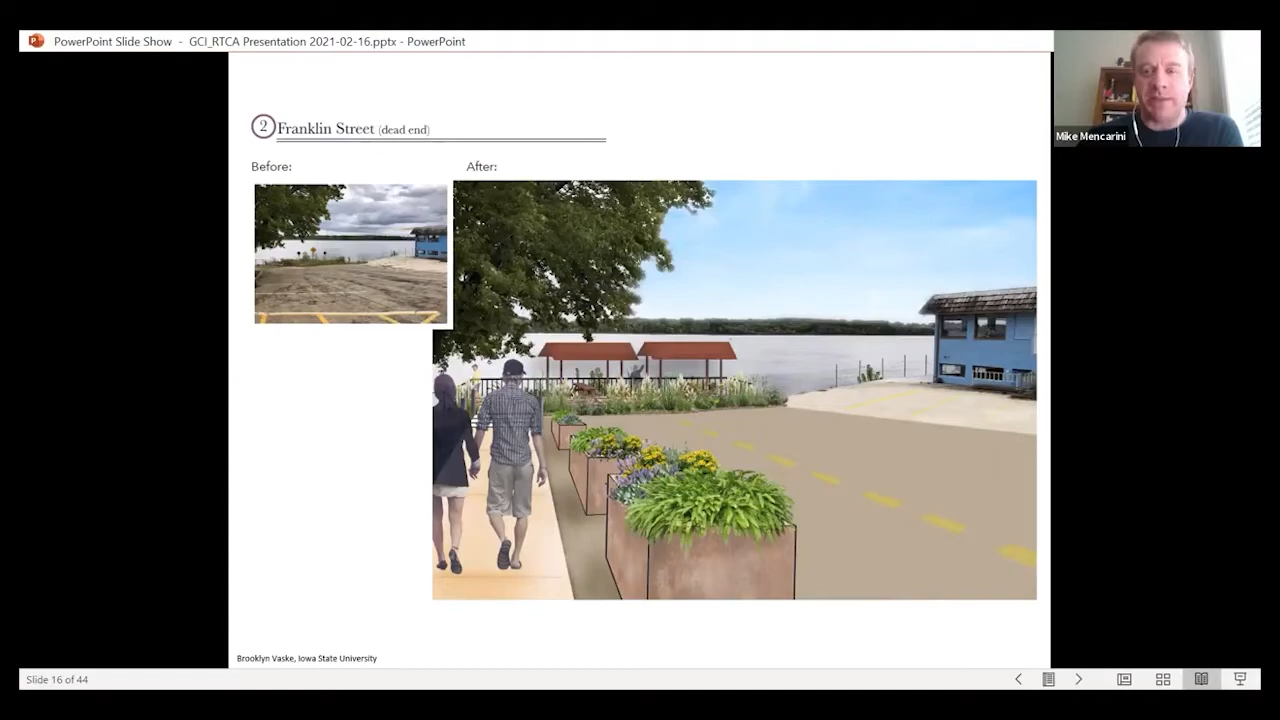 PowerPoint Slide Show - GCI_RTCA Presentation 2021-02-16.pptx - PowerPoint
Mike Mencarini
2 Franklin Street (dead end)
Before:
After:
Brooklyn Vaske, Iowa State University
Slide 16 of 44